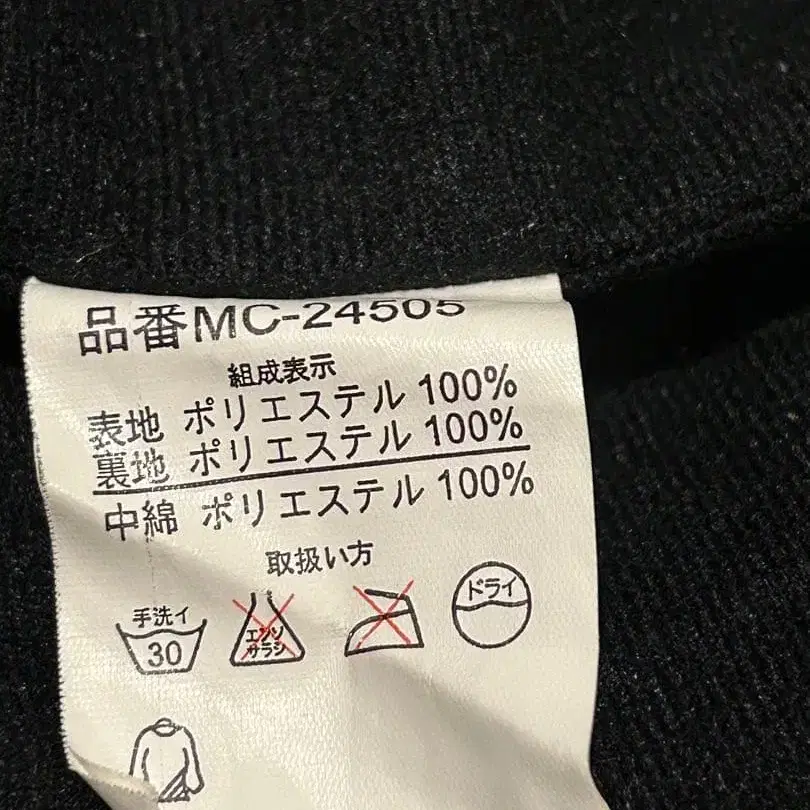 品番MC-24505
組成表示
表地 ポリエステル 100%
裏地 ポリエステル 100%
中綿 ポリエステル 100%
取扱い方
手洗イ
30
エンソ
サラシ
ドライ